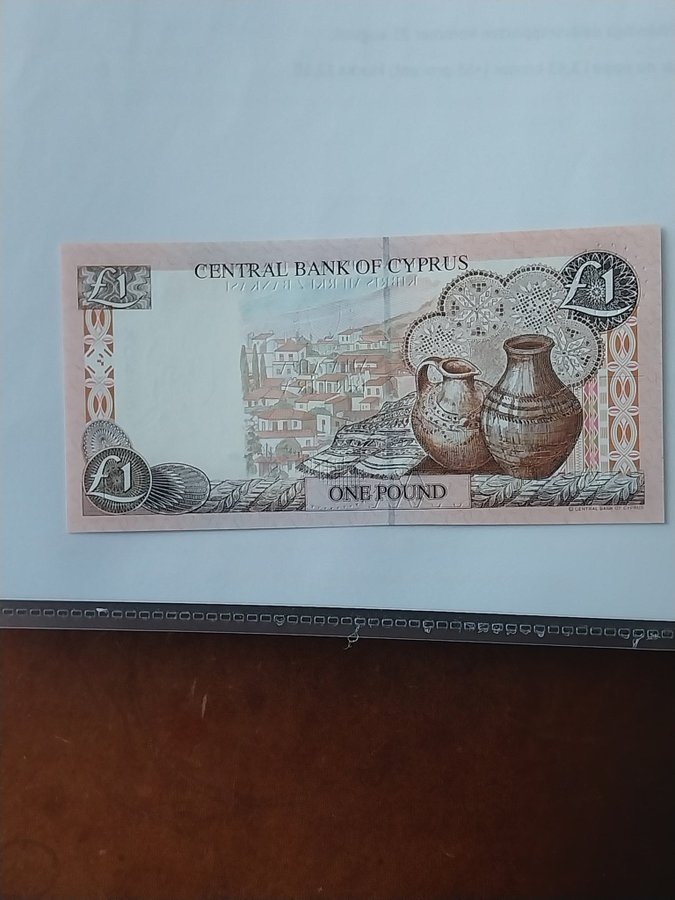 CENTRAL BANK OF CYPRUS
£1
£1
£1
ONE POUND
© CENTRAL BANK OF CYPRUS